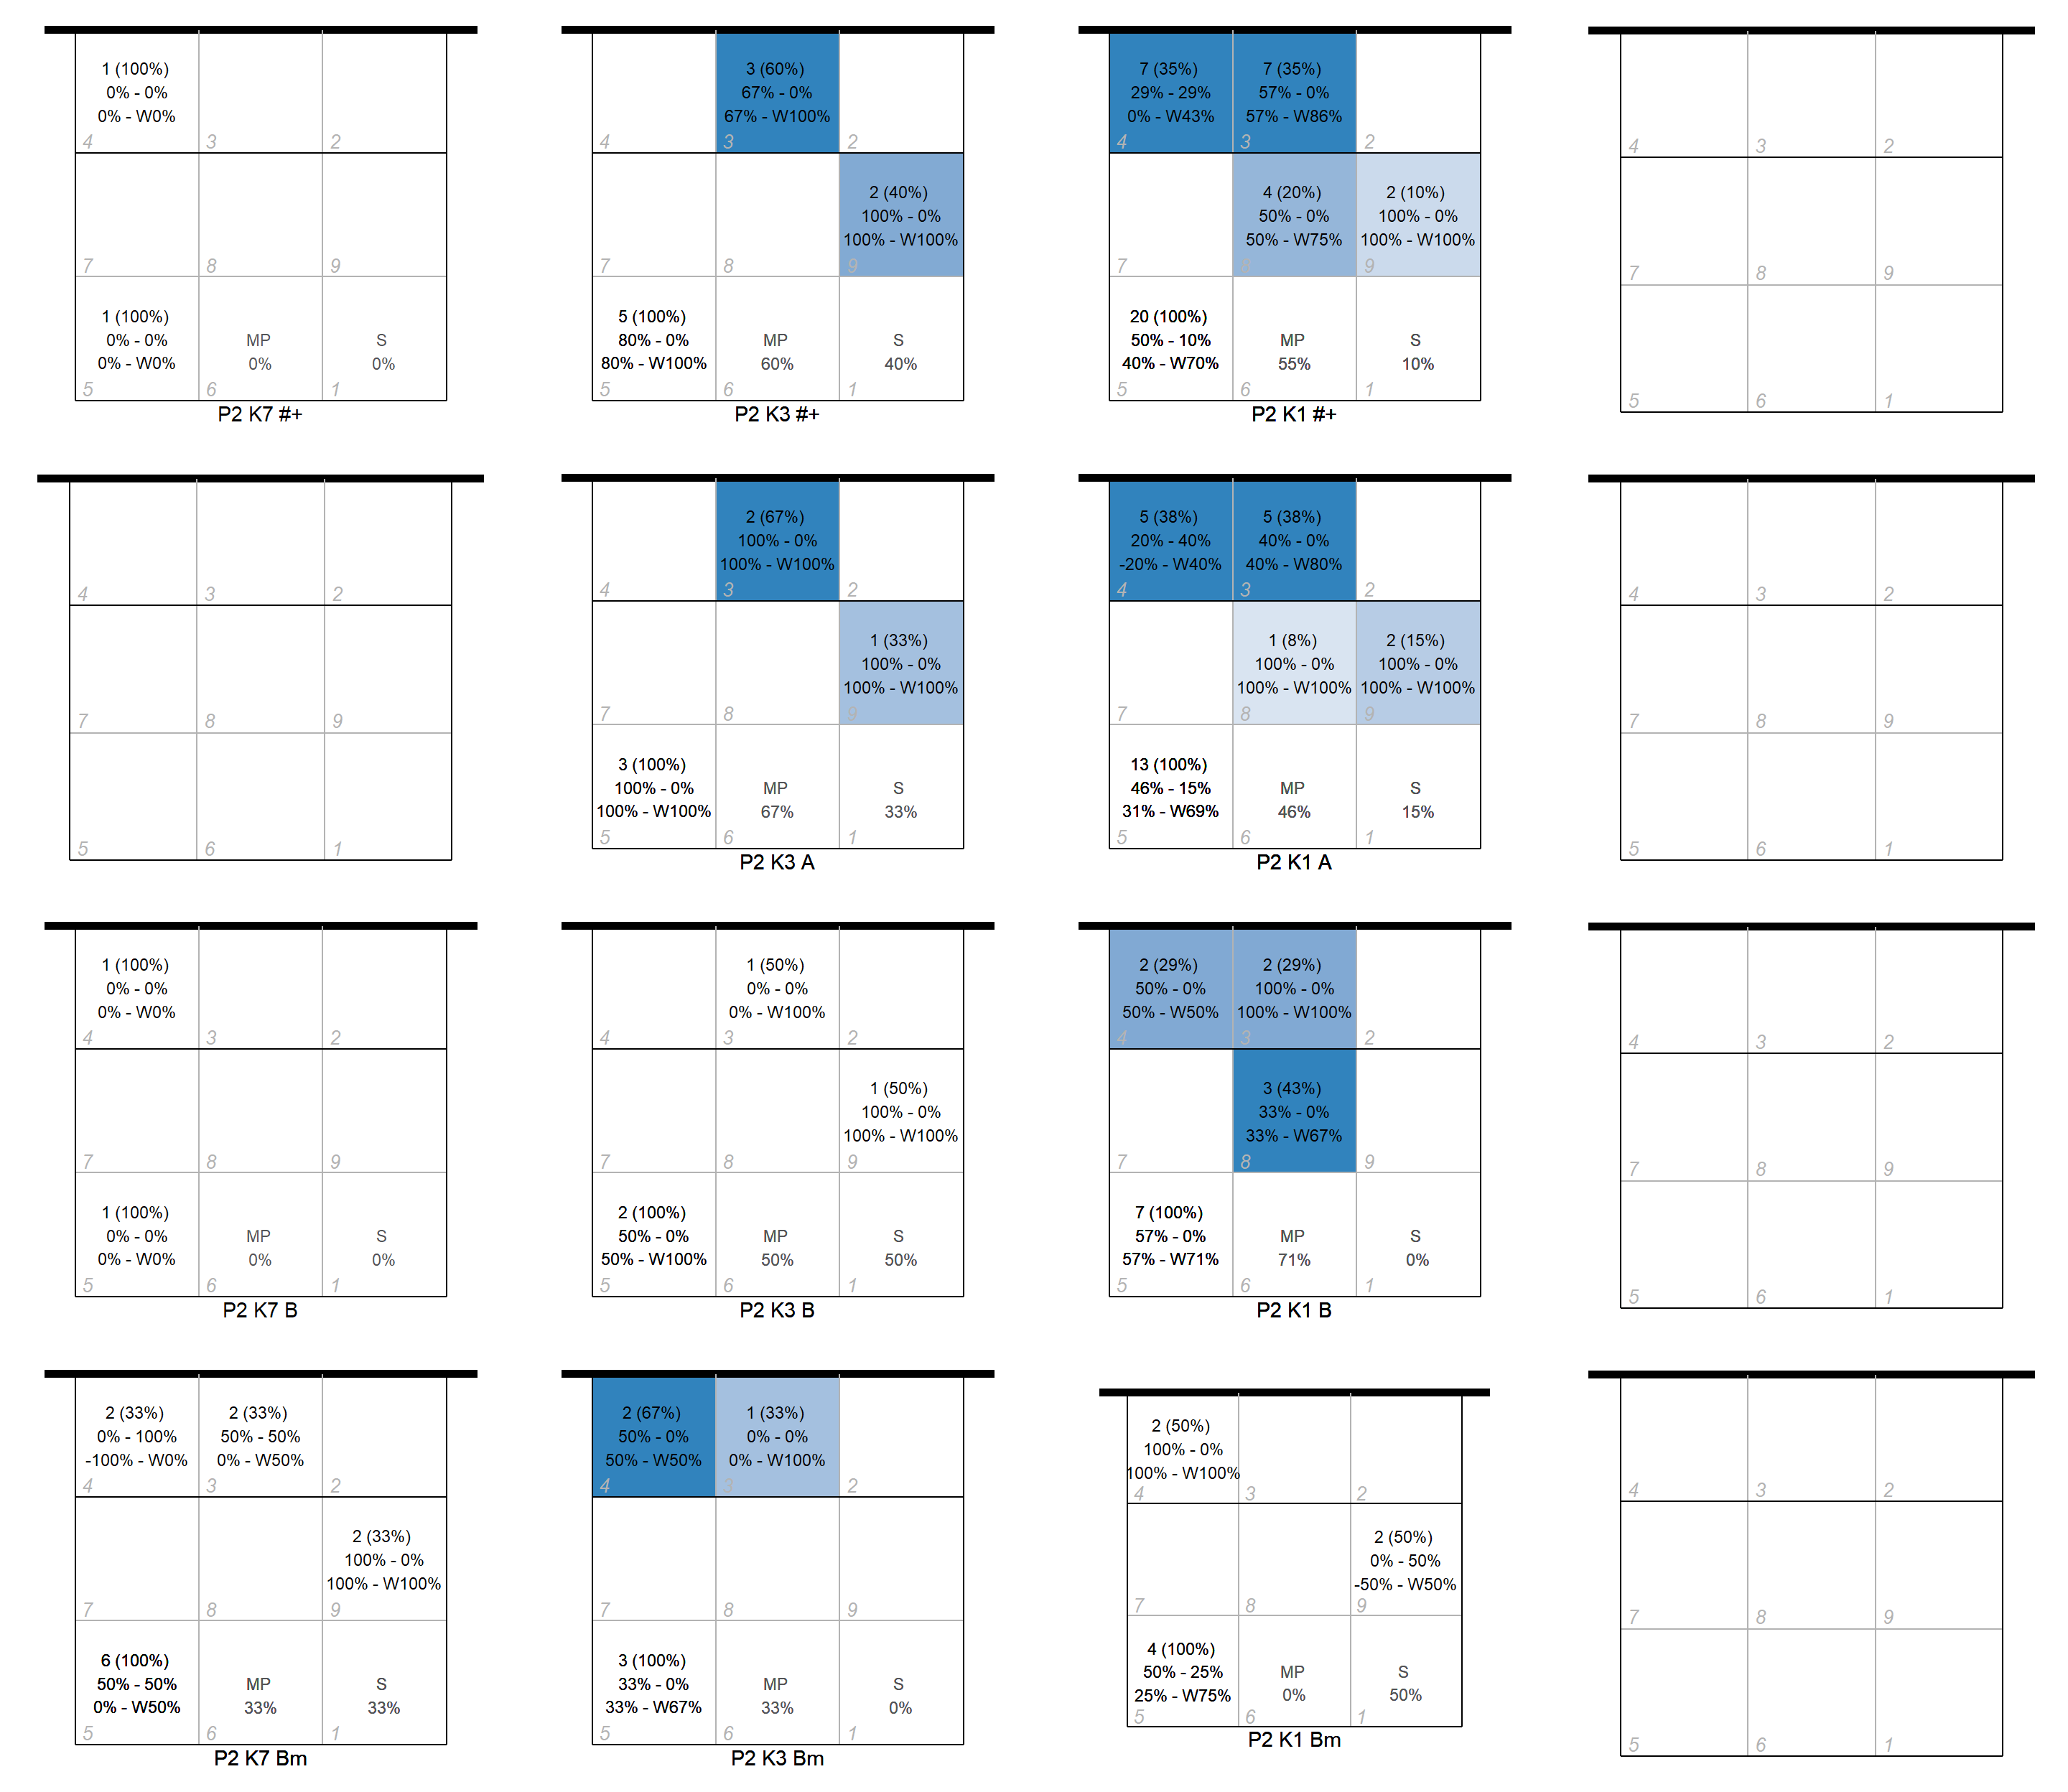 1 (100%)
0% - 0%
0% - W0%
4
3
2
7
8
9
1 (100%)
0% - 0%
0% - W0%
5
MP
0%
6
S
0%
1
P2 K7 #+
4
3 (60%)
67% - 0%
67% - W100%
3
2
7
8
2 (40%)
100% - 0%
100% - W100%
9
5 (100%)
80% - 0%
80% - W100%
5
MP
60%
6
S
40%
1
P2 K3 #+
7 (35%)
29% - 29%
0% - W43%
4
7 (35%)
57% - 0%
57% - W86%
3
2
7
4 (20%)
50% - 0%
50% - W75%
8
2 (10%)
100% - 0%
100% - W100%
9
20 (100%)
50% - 10%
40% - W70%
5
MP
55%
6
S
10%
1
P2 K1 #+
4
3
2
7
8
9
5
6
1
4
3
2
7
8
9
5
6
1
4
2 (67%)
100% - 0%
100% - W100%
3
2
7
8
1 (33%)
100% - 0%
100% - W100%
9
3 (100%)
100% - 0%
100% - W100%
5
MP
67%
6
S
33%
1
P2 K3 A
5 (38%)
20% - 40%
-20% - W40%
4
5 (38%)
40% - 0%
40% - W80%
3
2
7
1 (8%)
100% - 0%
100% - W100%
8
2 (15%)
100% - 0%
100% - W100%
9
13 (100%)
46% - 15%
31% - W69%
5
MP
46%
6
S
15%
1
P2 K1 A
4
3
2
7
8
9
5
6
1
1 (100%)
0% - 0%
0% - W0%
4
3
2
7
8
9
1 (100%)
0% - 0%
0% - W0%
5
MP
0%
6
S
0%
1
P2 K7 B
4
1 (50%)
0% - 0%
0% - W100%
3
2
7
8
1 (50%)
100% - 0%
100% - W100%
9
2 (100%)
50% - 0%
50% - W100%
5
MP
50%
6
S
50%
1
P2 K3 B
2 (29%)
50% - 0%
50% - W50%
4
2 (29%)
100% - 0%
100% - W100%
3
2
7
3 (43%)
33% - 0%
33% - W67%
8
9
7 (100%)
57% - 0%
57% - W71%
5
MP
71%
6
S
0%
1
P2 K1 B
4
3
2
7
8
9
5
6
1
2 (33%)
0% - 100%
-100% - W0%
4
2 (33%)
50% - 50%
0% - W50%
3
2
7
8
2 (33%)
100% - 0%
100% - W100%
9
6 (100%)
50% - 50%
0% - W50%
5
MP
33%
6
S
33%
1
P2 K7 Bm
2 (67%)
50% - 0%
50% - W50%
4
1 (33%)
0% - 0%
0% - W100%
3
2
7
8
9
3 (100%)
33% - 0%
33% - W67%
5
MP
33%
6
S
0%
1
P2 K3 Bm
2 (50%)
100% - 0%
100% - W100%
4
3
2
7
8
2 (50%)
0% - 50%
-50% - W50%
9
4 (100%)
50% - 25%
25% - W75%
5
MP
0%
6
S
50%
1
P2 K1 Bm
4
3
2
7
8
9
5
6
1